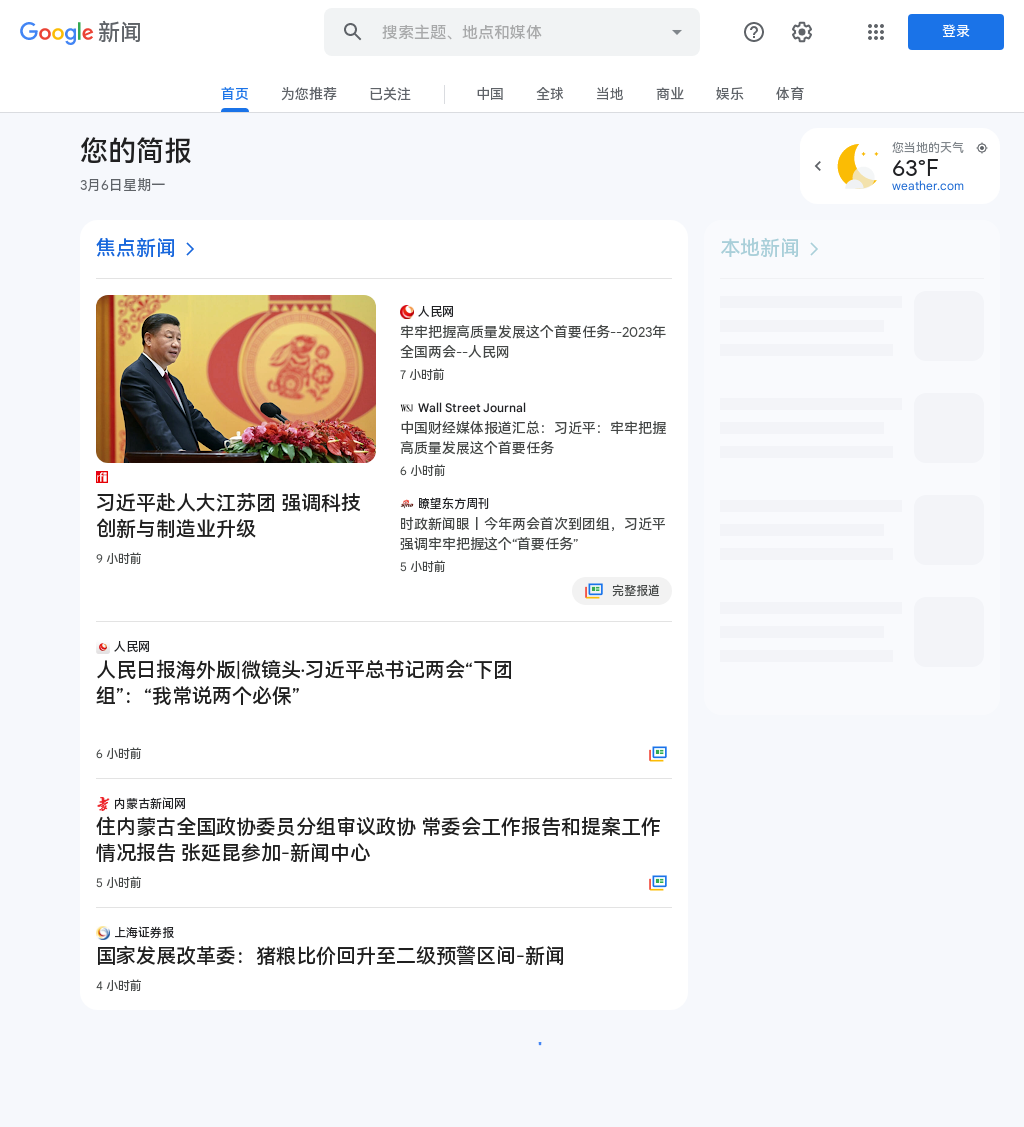 Google 新闻
搜索主题、地点和媒体
登录
首页 为您推荐 已关注 中国 全球 当地 商业 娱乐 体育
您的简报
3月6日星期一
您当地的天气
63°F
weather.com
焦点新闻
习近平赴人大江苏团 强调科技
创新与制造业升级
9 小时前
人民网
牢牢把握高质量发展这个首要任务--2023年
全国两会--人民网
7 小时前
WSJ Wall Street Journal
中国财经媒体报道汇总：习近平：牢牢把握
高质量发展这个首要任务
6 小时前
瞭望东方周刊
时政新闻眼丨今年两会首次到团组，习近平
强调牢牢把握这个“首要任务”
5 小时前
完整报道
人民网
人民日报海外版|微镜头·习近平总书记两会“下团
组”：“我常说两个必保”
6 小时前
内蒙古新闻网
住内蒙古全国政协委员分组审议政协 常委会工作报告和提案工作
情况报告 张延昆参加-新闻中心
5 小时前
上海证券报
国家发展改革委：猪粮比价回升至二级预警区间-新闻
4 小时前
本地新闻